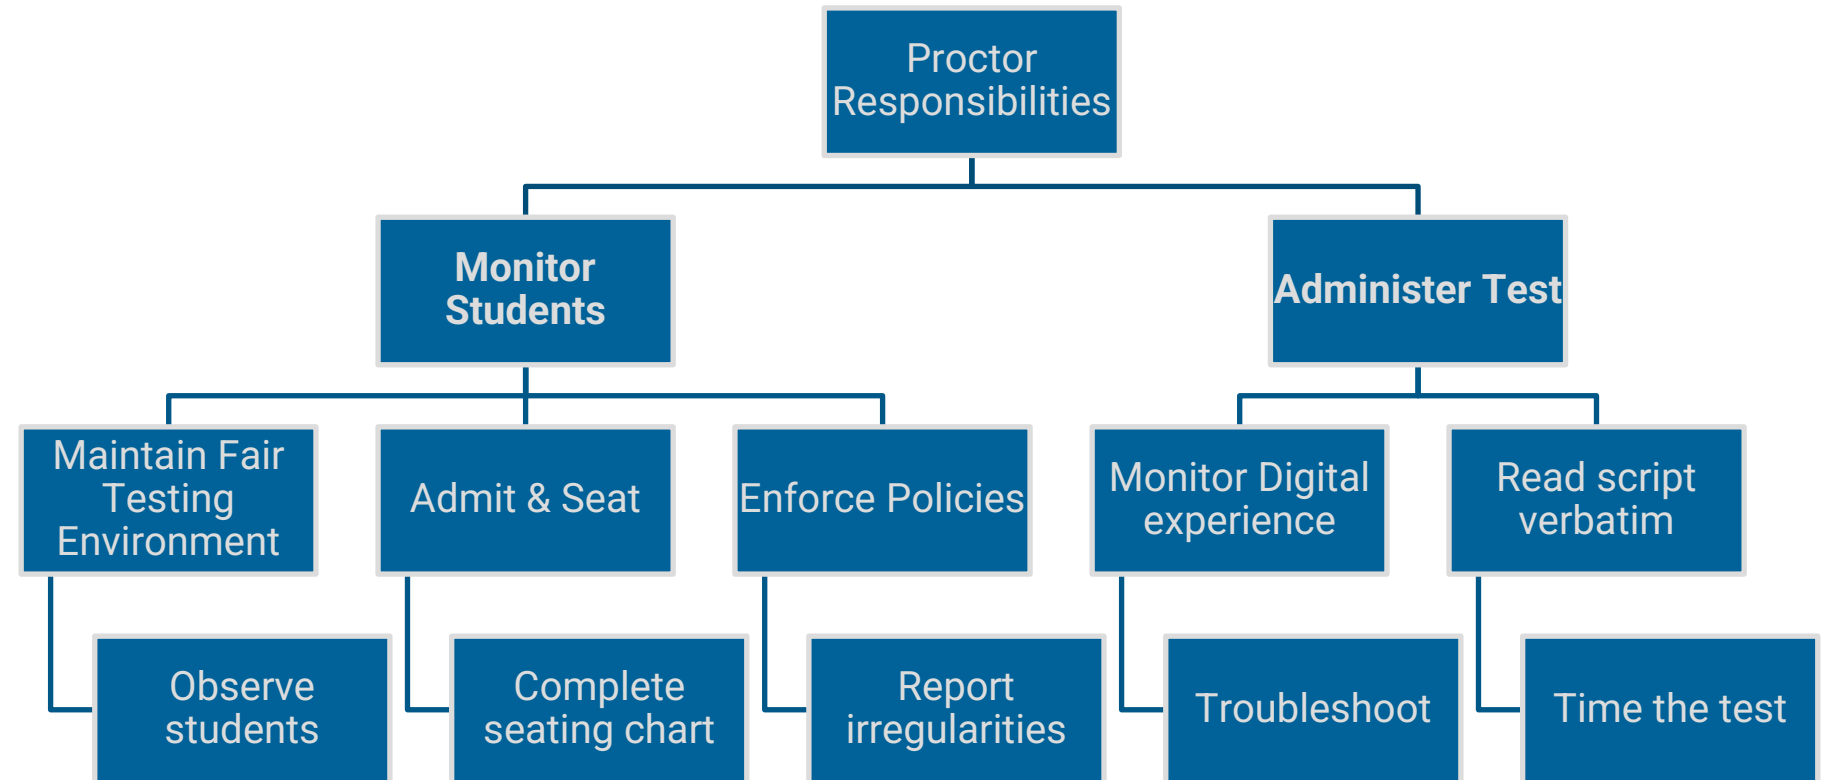 Proctor
Responsibilities
Monitor
Students
Administer Test
Maintain Fair
Testing
Environment
Admit & Seat
Enforce Policies
Monitor Digital
experience
Read script
verbatim
Observe
students
Complete
seating chart
Report
irregularities
Troubleshoot
Time the test